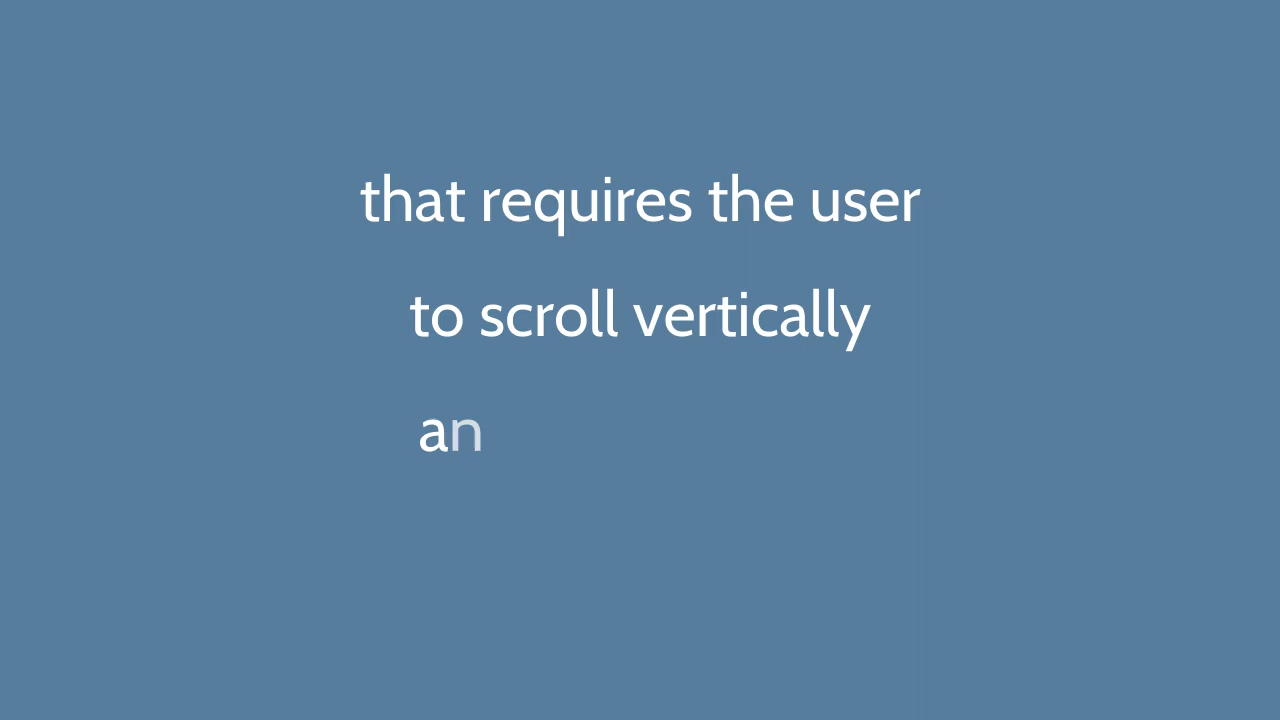 that requires the user
to scroll vertically
an